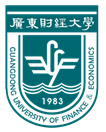 廣東財經大學
GUANGDONG UNIVERSITY OF FINANCE & ECONOMICS
1983